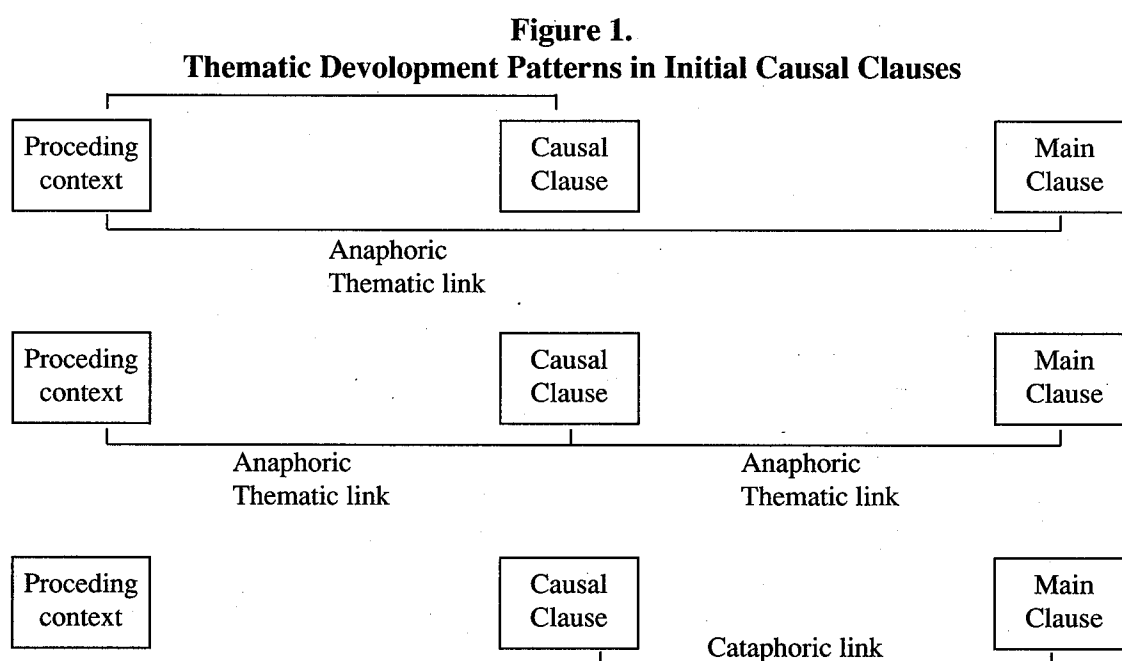 Figure 1.
Thematic Devolopment Patterns in Initial Causal Clauses
Proceding
context
Causal
Clause
Main
Clause
Anaphoric
Thematic link
Proceding
context
Causal
Clause
Main
Clause
Anaphoric
Thematic link
Anaphoric
Thematic link
Proceding
context
Causal
Clause
Main
Clause
Cataphoric link